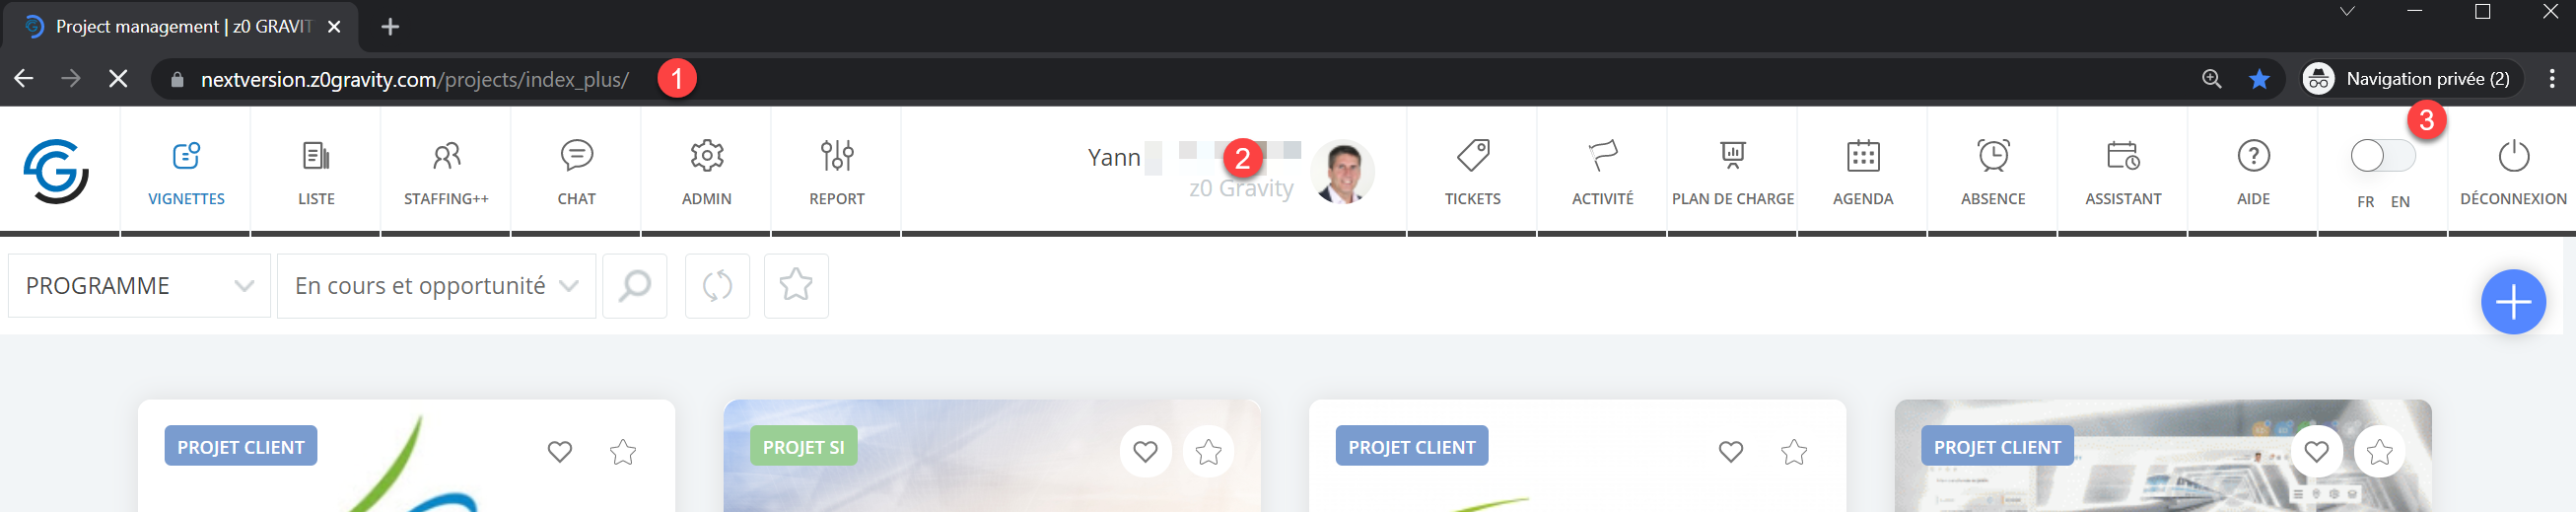 Project management | z0 GRAVIT
nextversion.z0gravity.com/projects/index_plus/
1
Navigation privée (2)
3
VIGNETTES
LISTE
STAFFING++
CHAT
ADMIN
REPORT
Yann
2
z0 Gravity
TICKETS
ACTIVITÉ
PLAN DE CHARGE
AGENDA
ABSENCE
ASSISTANT
AIDE
FR EN
DÉCONNEXION
PROGRAMME
En cours et opportunité
PROJET CLIENT
PROJET SI
PROJET CLIENT
PROJET CLIENT